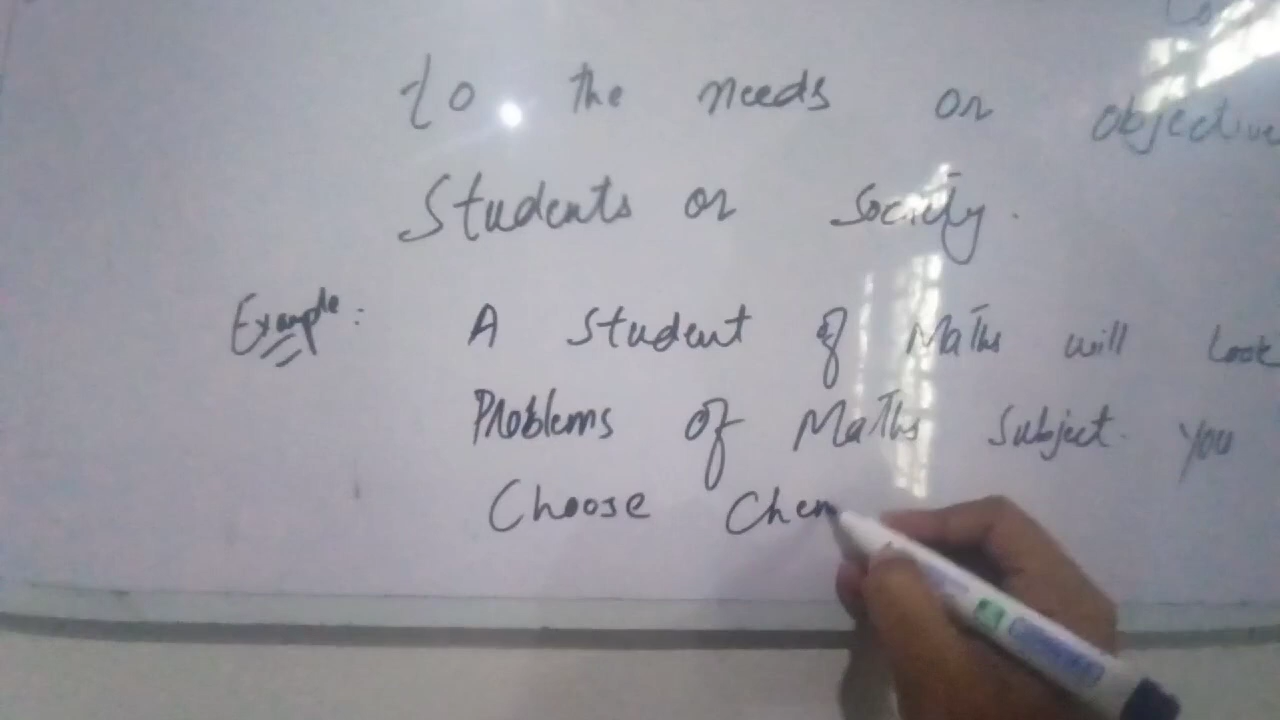 to the needs or objective
Students or Society.
Example: A Student of Maths will Look
Problems of Maths Subject. You
Choose Chem